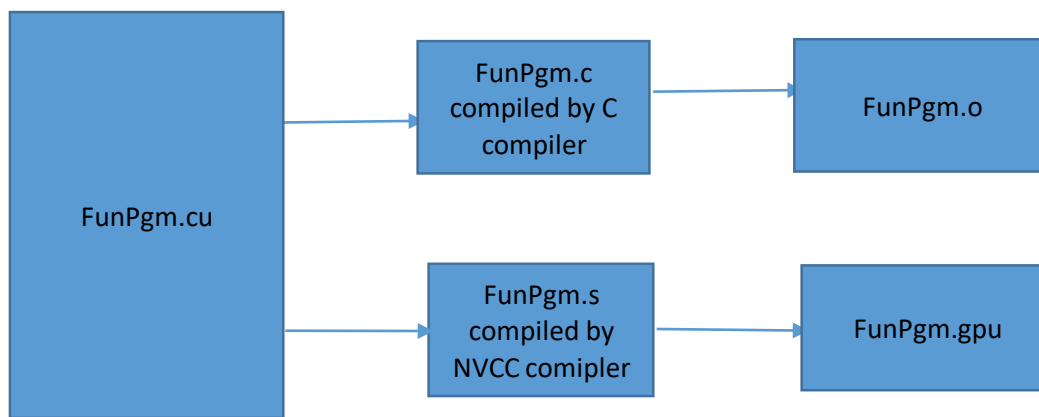 FunPgm.cu
FunPgm.c
compiled by C
compiler
FunPgm.o
FunPgm.s
compiled by
NVCC comipler
FunPgm.gpu